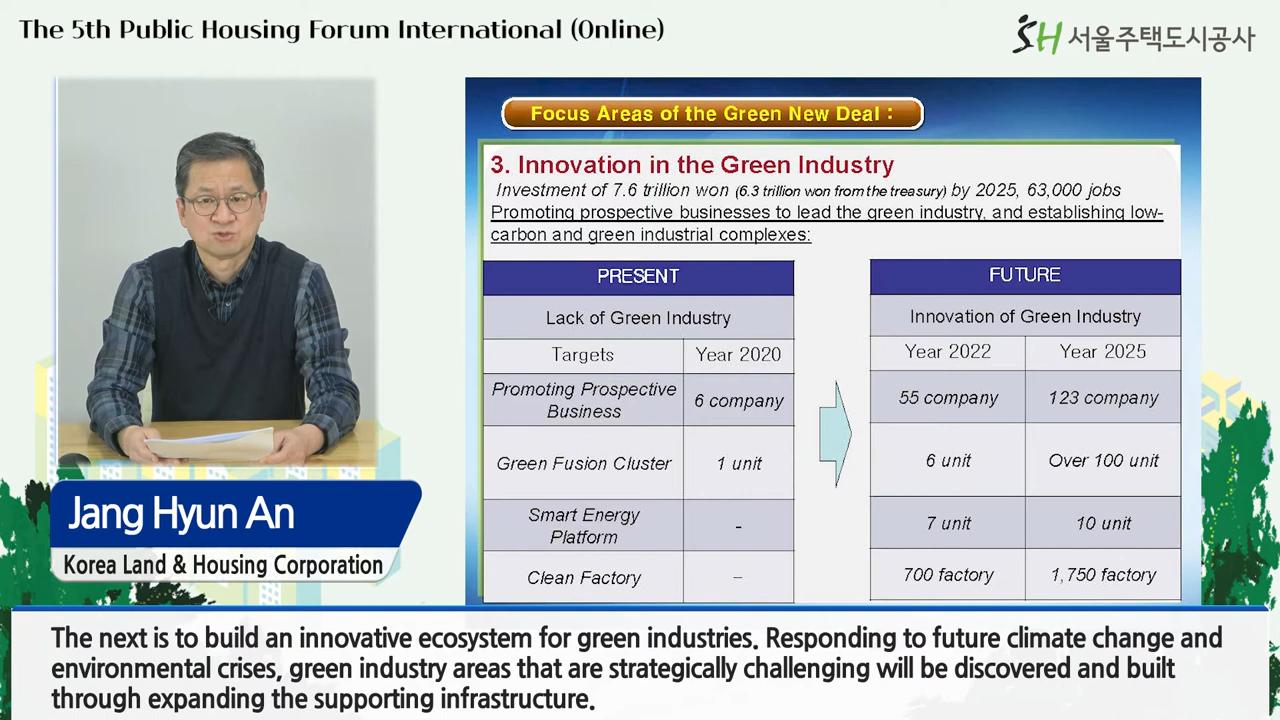 The 5th Public Housing Forum International (Online)
SH 서울주택도시공사
Focus Areas of the Green New Deal :
3. Innovation in the Green Industry
Investment of 7.6 trillion won (6.3 trillion won from the treasury) by 2025, 63,000 jobs
Promoting prospective businesses to lead the green industry, and establishing low-
carbon and green industrial complexes:
PRESENT
Lack of Green Industry
Targets Year 2020
Promoting Prospective
Business 6 company
Green Fusion Cluster 1 unit
Smart Energy
Platform -
Clean Factory –
FUTURE
Innovation of Green Industry
Year 2022 Year 2025
55 company 123 company
6 unit Over 100 unit
7 unit 10 unit
700 factory 1,750 factory
Jang Hyun An
Korea Land & Housing Corporation
The next is to build an innovative ecosystem for green industries. Responding to future climate change and
environmental crises, green industry areas that are strategically challenging will be discovered and built
through expanding the supporting infrastructure.